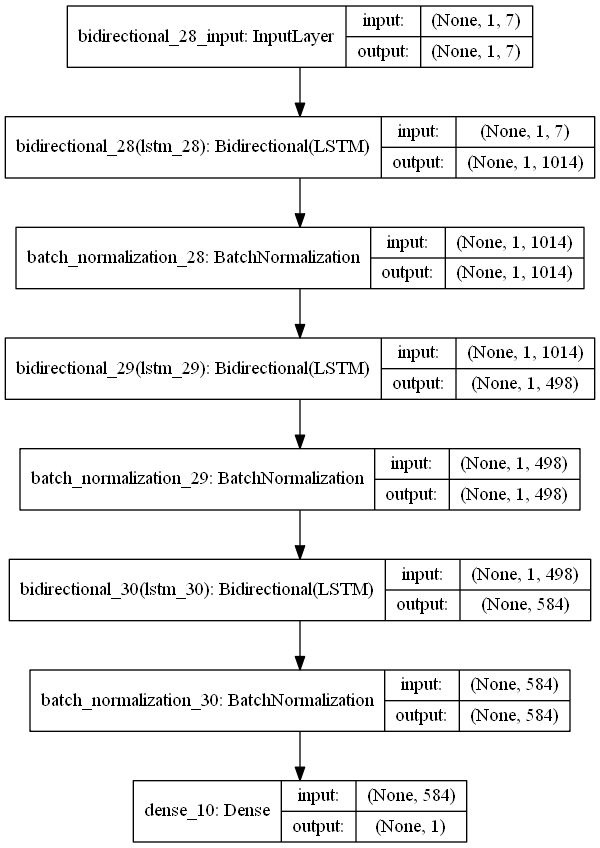 bidirectional_28_input: InputLayer
input:
(None, 1, 7)
output:
(None, 1, 7)
bidirectional_28(lstm_28): Bidirectional(LSTM)
input:
(None, 1, 7)
output:
(None, 1, 1014)
batch_normalization_28: BatchNormalization
input:
(None, 1, 1014)
output:
(None, 1, 1014)
bidirectional_29(lstm_29): Bidirectional(LSTM)
input:
(None, 1, 1014)
output:
(None, 1, 498)
batch_normalization_29: BatchNormalization
input:
(None, 1, 498)
output:
(None, 1, 498)
bidirectional_30(lstm_30): Bidirectional(LSTM)
input:
(None, 1, 498)
output:
(None, 584)
batch_normalization_30: BatchNormalization
input:
(None, 584)
output:
(None, 584)
dense_10: Dense
input:
(None, 584)
output:
(None, 1)